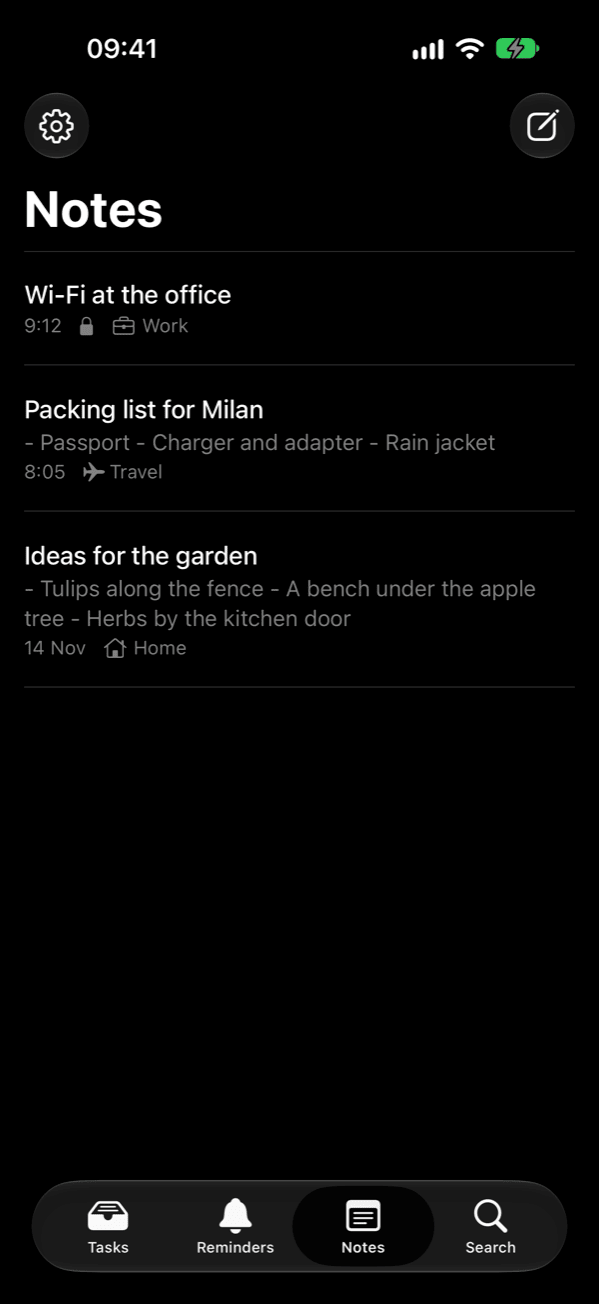 09:41
Notes
Wi-Fi at the office
9:12 Work
Packing list for Milan
- Passport - Charger and adapter - Rain jacket
8:05 Travel
Ideas for the garden
- Tulips along the fence - A bench under the apple
tree - Herbs by the kitchen door
14 Nov Home
Tasks Reminders Notes Search